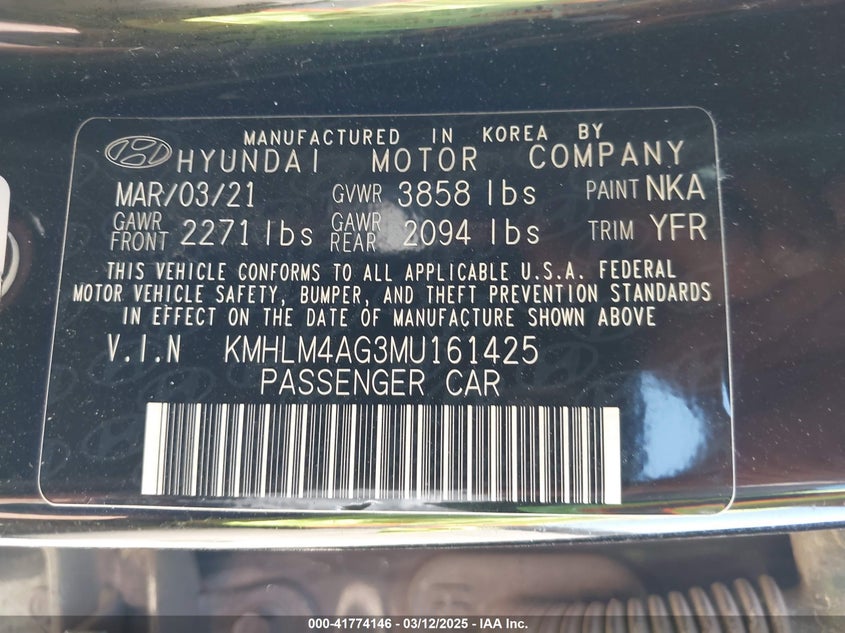 MANUFACTURED IN KOREA BY
HYUNDAI MOTOR COMPANY
MAR/03/21 GVWR 3858 lbs PAINT NKA
GAWR FRONT 2271 lbs GAWR REAR 2094 lbs TRIM YFR
THIS VEHICLE CONFORMS TO ALL APPLICABLE U.S.A. FEDERAL
MOTOR VEHICLE SAFETY, BUMPER, AND THEFT PREVENTION STANDARDS
IN EFFECT ON THE DATE OF MANUFACTURE SHOWN ABOVE
V.I.N KMHLM4AG3MU161425
PASSENGER CAR
000-41774146 - 03/12/2025 - IAA Inc.